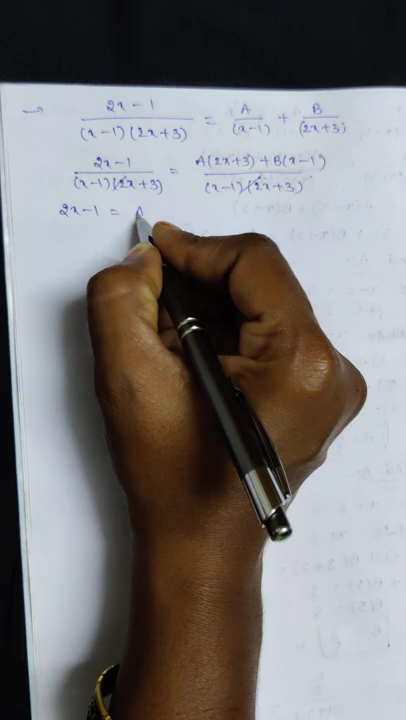 → 2x-1 / (x-1)(2x+3) = A / (x-1) + B / (2x+3)
2x-1 / (x-1)(2x+3) = A(2x+3)+B(x-1) / (x-1)(2x+3)
2x-1 = A